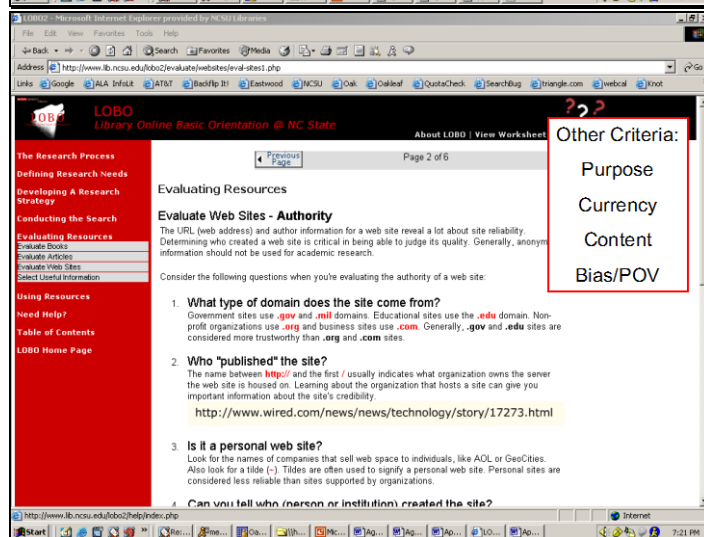 LOBO2 - Microsoft Internet Explorer provided by NCSU Libraries
File Edit View Favorites Tools Help
Back Search Favorites Media
Address http://www.lib.ncsu.edu/lobo2/evaluate/websites/eval-sites1.php Go
Links Google ALA InfoLit AT&T Backflip It! Eastwood NCSU Oak Oakleaf QuotaCheck SearchBug triangle.com webcal Knot
LOBO
LOBO
Library Online Basic Orientation @ NC State
???
About LOBO | View Worksheet
Other Criteria:
Purpose
Currency
Content
Bias/POV
The Research Process
Defining Research Needs
Developing A Research
Strategy
Conducting the Search
Evaluating Resources
Evaluate Books
Evaluate Articles
Evaluate Web Sites
Select Useful Information
Using Resources
Need Help?
Table of Contents
LOBO Home Page
Previous
Page
Page 2 of 6
Evaluating Resources
Evaluate Web Sites - Authority
The URL (web address) and author information for a web site reveal a lot about site reliability.
Determining who created a web site is critical in being able to judge its quality. Generally, anonym
information should not be used for academic research.
Consider the following questions when you're evaluating the authority of a web site:
1. What type of domain does the site come from?
Government sites use .gov and .mil domains. Educational sites use the .edu domain. Non-
profit organizations use .org and business sites use .com. Generally, .gov and .edu sites are
considered more trustworthy than .org and .com sites.
2. Who "published" the site?
The name between http:// and the first / usually indicates what organization owns the server
the web site is housed on. Learning about the organization that hosts a site can give you
important information about the site's credibility.
http://www.wired.com/news/news/technology/story/17273.html
3. Is it a personal web site?
Look for the names of companies that sell web space to individuals, like AOL or GeoCities.
Also look for a tilde (~). Tildes are often used to signify a personal web site. Personal sites are
considered less reliable than sites supported by organizations.
4. Can you tell who (person or institution) created the site?
http://www.lib.ncsu.edu/lobo2/help/index.php Internet
Start Re:... me... Oa... \\h... Mc... Ag... Ag... Ap... LO... Ap... 7:21 PM